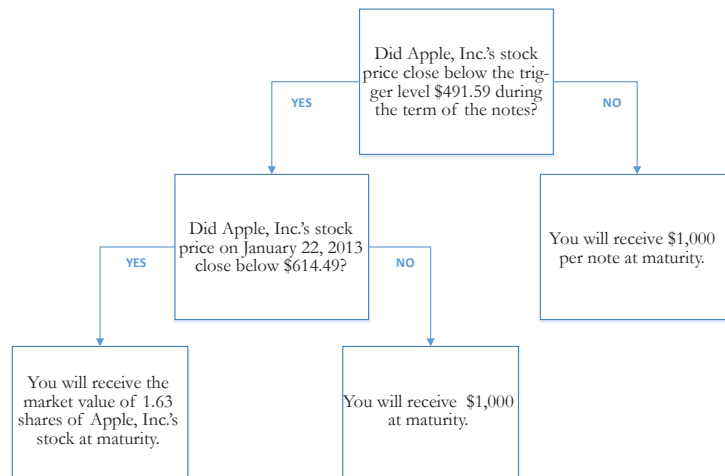 Did Apple, Inc.'s stock
price close below the trig-
ger level $491.59 during
the term of the notes?
YES
NO
Did Apple, Inc.'s stock
price on January 22, 2013
close below $614.49?
You will receive $1,000
per note at maturity.
YES
NO
You will receive the
market value of 1.63
shares of Apple, Inc.'s
stock at maturity.
You will receive $1,000
at maturity.